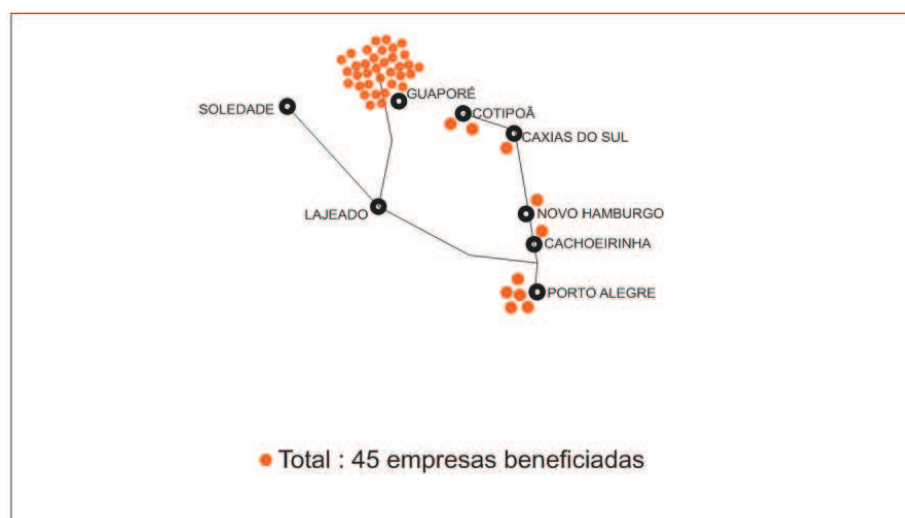 GUAPORÉ
SOLEDADE
COTIPOÃ
CAXIAS DO SUL
LAJEADO
NOVO HAMBURGO
CACHOEIRINHA
PORTO ALEGRE
Total : 45 empresas beneficiadas